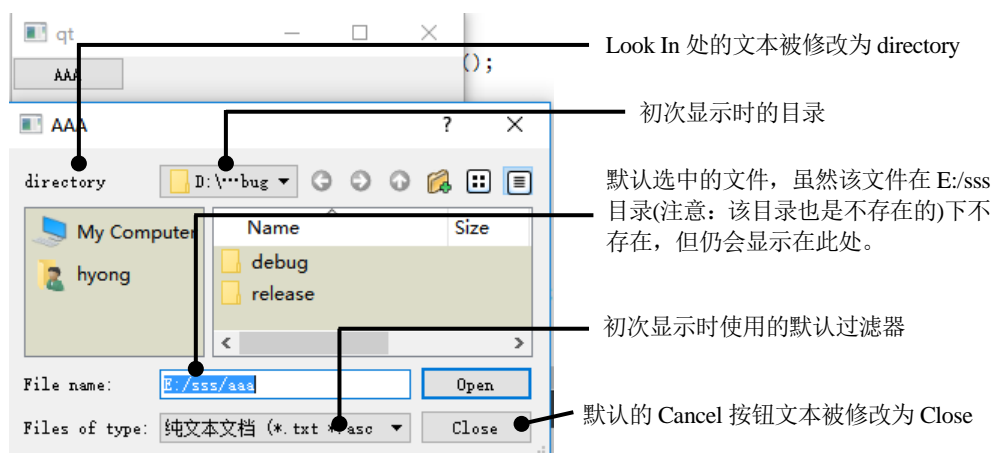 qt
Look In 处的文本被修改为 directory
AAA
();
AAA
?
初次显示时的目录
directory
D:\…bug
默认选中的文件，虽然该文件在 E:/sss
目录(注意：该目录也是不存在的)下不
存在，但仍会显示在此处。
My Computer
Name
Size
hyong
debug
release
初次显示时使用的默认过滤器
File name:
E:/sss/aaa
Open
Files of type:
纯文本文档 (*.txt *.asc
Close
默认的 Cancel 按钮文本被修改为 Close